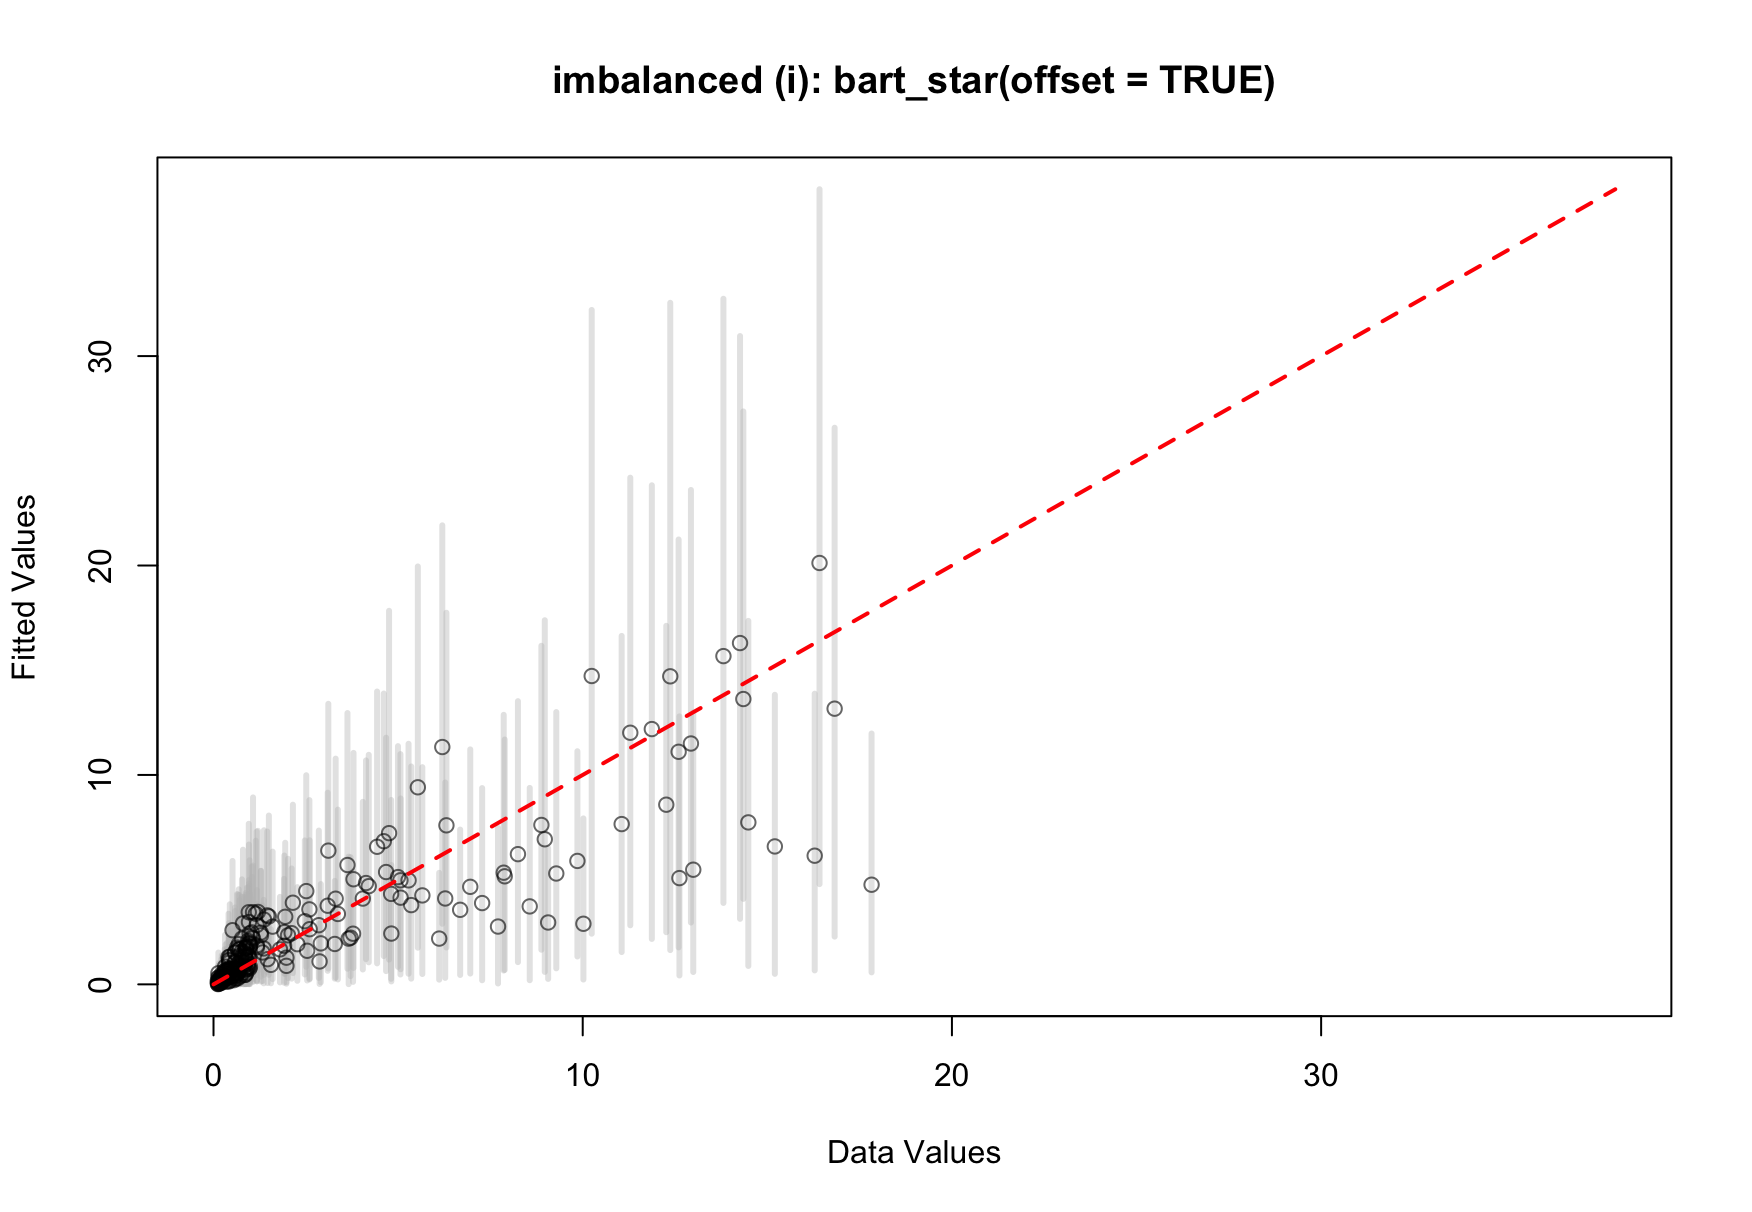 imbalanced (i): bart_star(offset = TRUE)
Fitted Values
30
20
10
0
0 10 20 30
Data Values